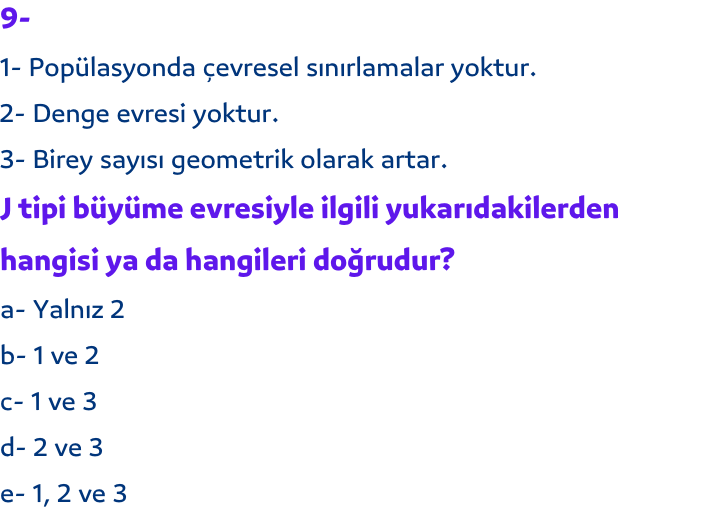 9-
1- Popülasyonda çevresel sınırlamalar yoktur.
2- Denge evresi yoktur.
3- Birey sayısı geometrik olarak artar.
J tipi büyüme evresiyle ilgili yukarıdakilerden
hangisi ya da hangileri doğrudur?
a- Yalnız 2
b- 1 ve 2
c- 1 ve 3
d- 2 ve 3
e- 1, 2 ve 3